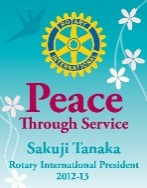 ROTARY
INTERNATIONAL
Peace
Through Service
Sakuji Tanaka
Rotary International President
2012-13